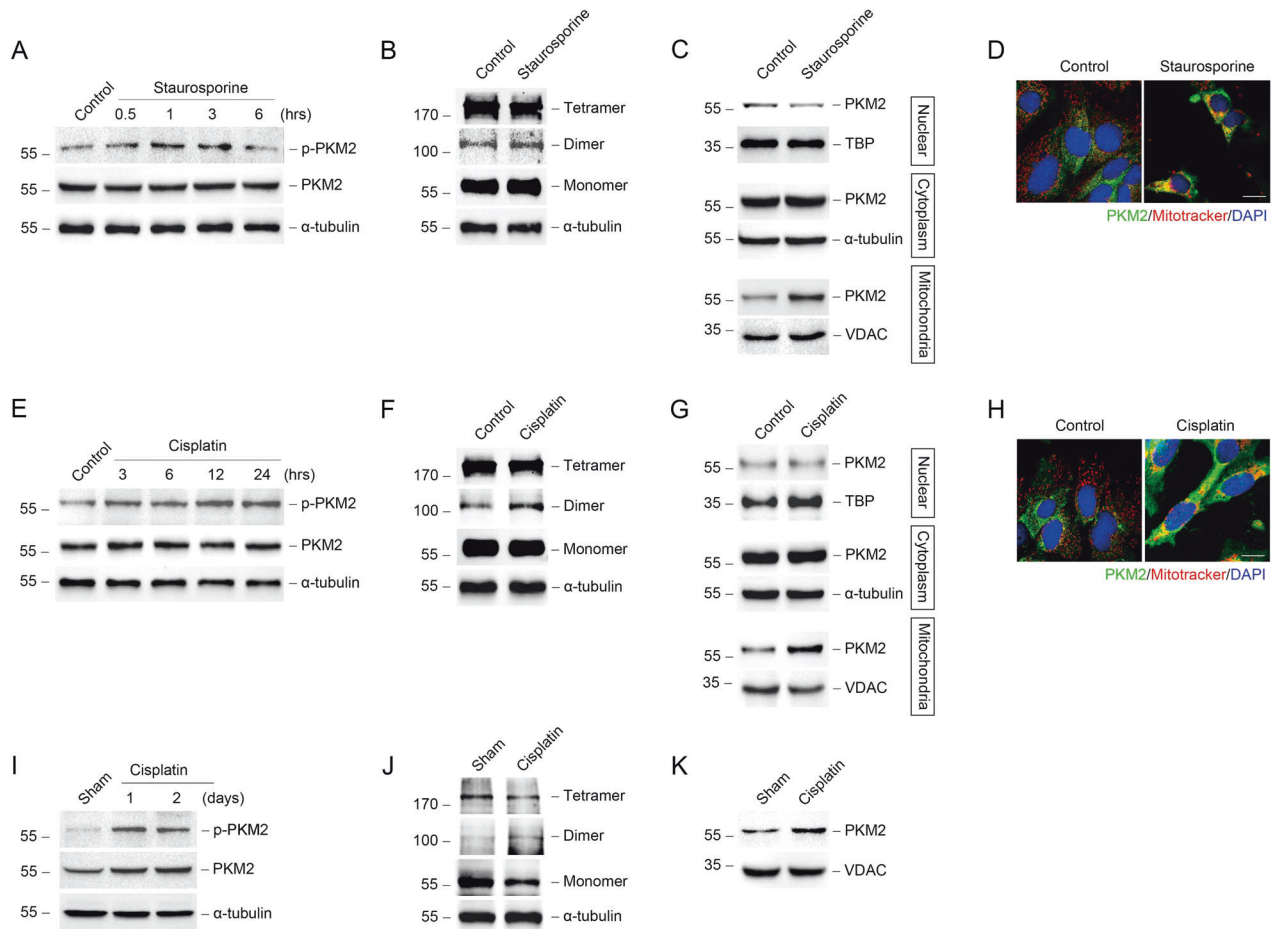 A
Control
Staurosporine
0.5 1 3 6 (hrs)
55 – – p-PKM2
55 – – PKM2
55 – – α-tubulin
B
Control
Staurosporine
170 – – Tetramer
100 – – Dimer
55 – – Monomer
55 – – α-tubulin
C
Control
Staurosporine
55 – – PKM2
35 – – TBP
Nuclear
55 – – PKM2
55 – – α-tubulin
Cytoplasm
55 – – PKM2
35 – – VDAC
Mitochondria
D
Control Staurosporine
PKM2/Mitotracker/DAPI
E
Control
Cisplatin
3 6 12 24 (hrs)
55 – – p-PKM2
55 – – PKM2
55 – – α-tubulin
F
Control
Cisplatin
170 – – Tetramer
100 – – Dimer
55 – – Monomer
55 – – α-tubulin
G
Control
Cisplatin
55 – – PKM2
35 – – TBP
Nuclear
55 – – PKM2
55 – – α-tubulin
Cytoplasm
55 – – PKM2
35 – – VDAC
Mitochondria
H
Control Cisplatin
PKM2/Mitotracker/DAPI
I
Sham
Cisplatin
1 2 (days)
55 – – p-PKM2
55 – – PKM2
55 – – α-tubulin
J
Sham
Cisplatin
170 – – Tetramer
100 – – Dimer
55 – – Monomer
55 – – α-tubulin
K
Sham
Cisplatin
55 – – PKM2
35 – – VDAC